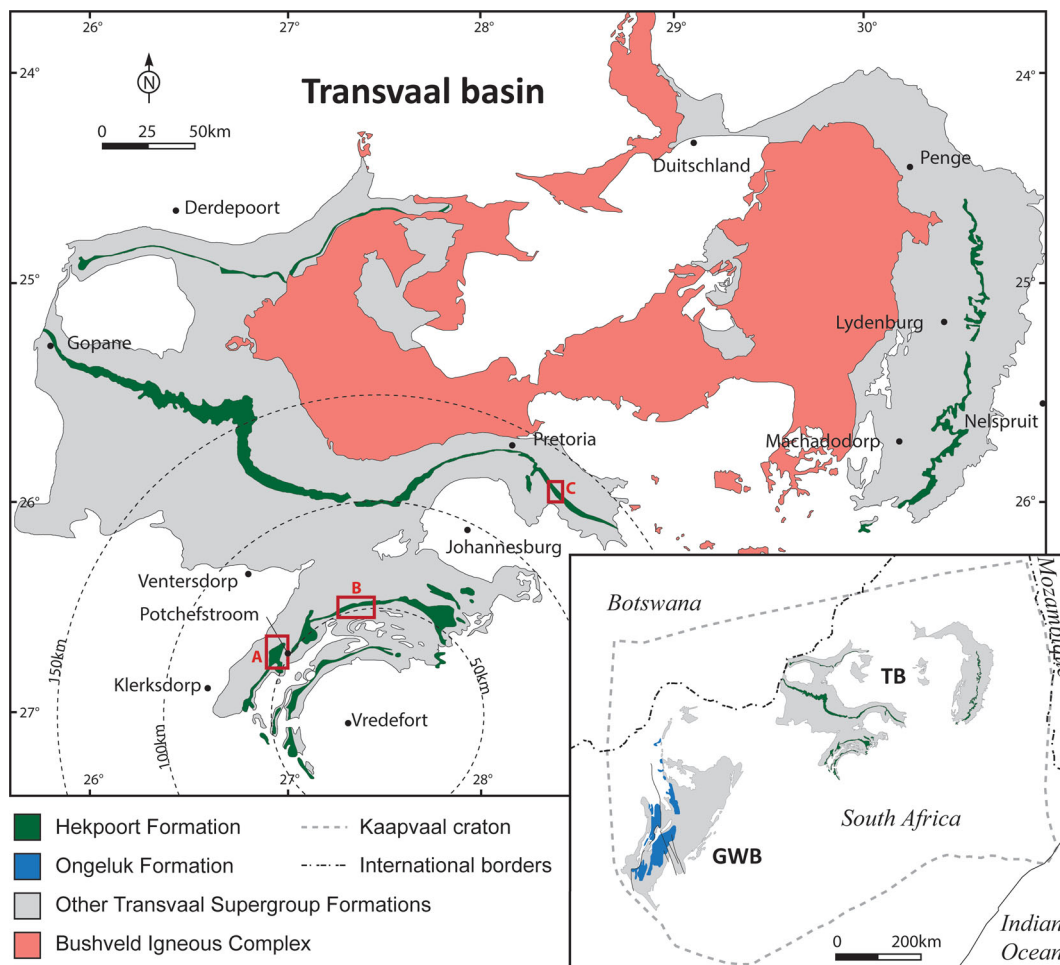 26°
27°
28°
29°
30°
24°
24°
N
Transvaal basin
0 25 50km
Duitschland
Penge
Derdepoort
25°
25°
Lydenburg
Gopane
Nelspruit
Pretoria
Machadodorp
C
26°
26°
Johannesburg
Ventersdorp
B
Potchefstroom
150km
A
50km
Klerksdorp
27°
Vredefort
100km
26°
27°
28°
Botswana
Mozambique
TB
South Africa
GWB
Indian
Ocean
0 200km
Hekpoort Formation
Kaapvaal craton
Ongeluk Formation
International borders
Other Transvaal Supergroup Formations
Bushveld Igneous Complex